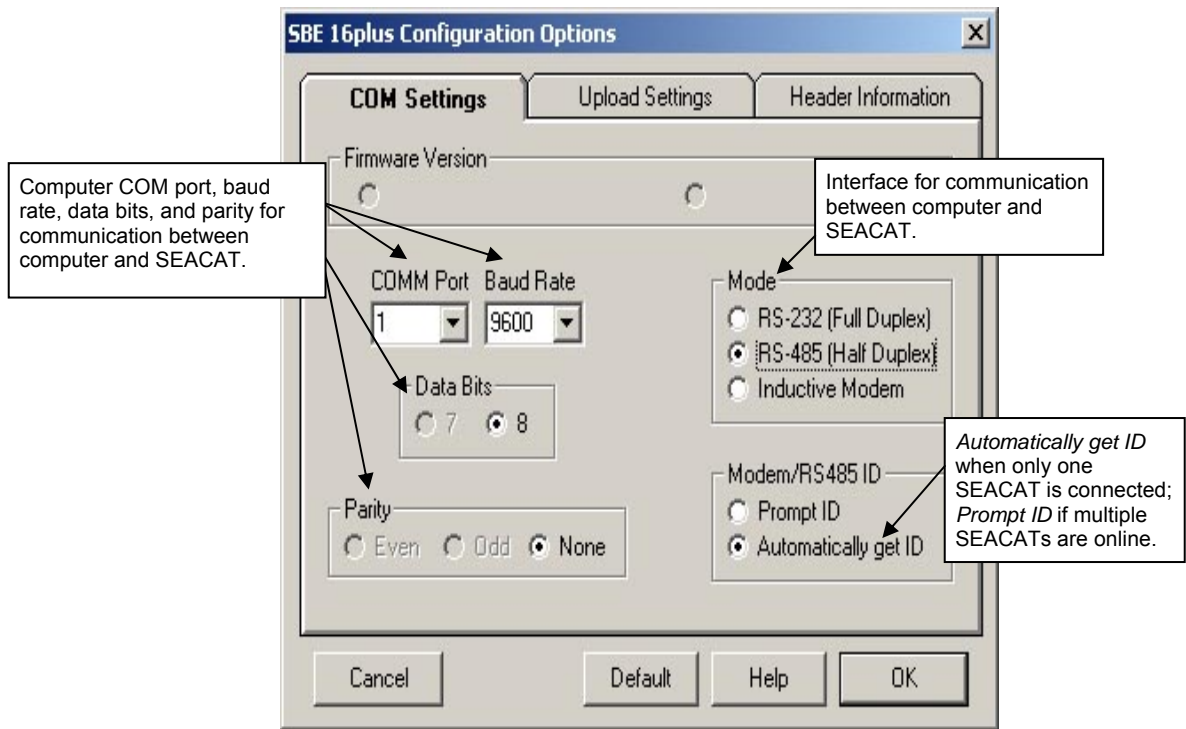 SBE 16plus Configuration Options
COM Settings
Upload Settings
Header Information
Firmware Version
Computer COM port, baud
rate, data bits, and parity for
communication between
computer and SEACAT.
Interface for communication
between computer and
SEACAT.
COMM Port Baud Rate
1 9600
Data Bits
7 8
Parity
Even Odd None
Mode
RS-232 (Full Duplex)
RS-485 (Half Duplex)
Inductive Modem
Modem/RS485 ID
Prompt ID
Automatically get ID
Automatically get ID
when only one
SEACAT is connected;
Prompt ID if multiple
SEACATs are online.
Cancel
Default
Help
OK